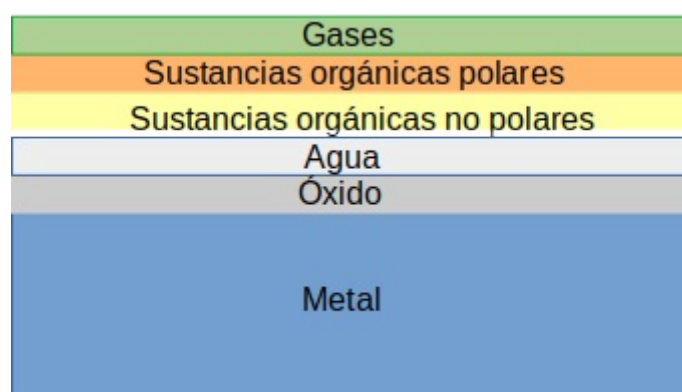 Gases
Sustancias orgánicas polares
Sustancias orgánicas no polares
Agua
Óxido
Metal